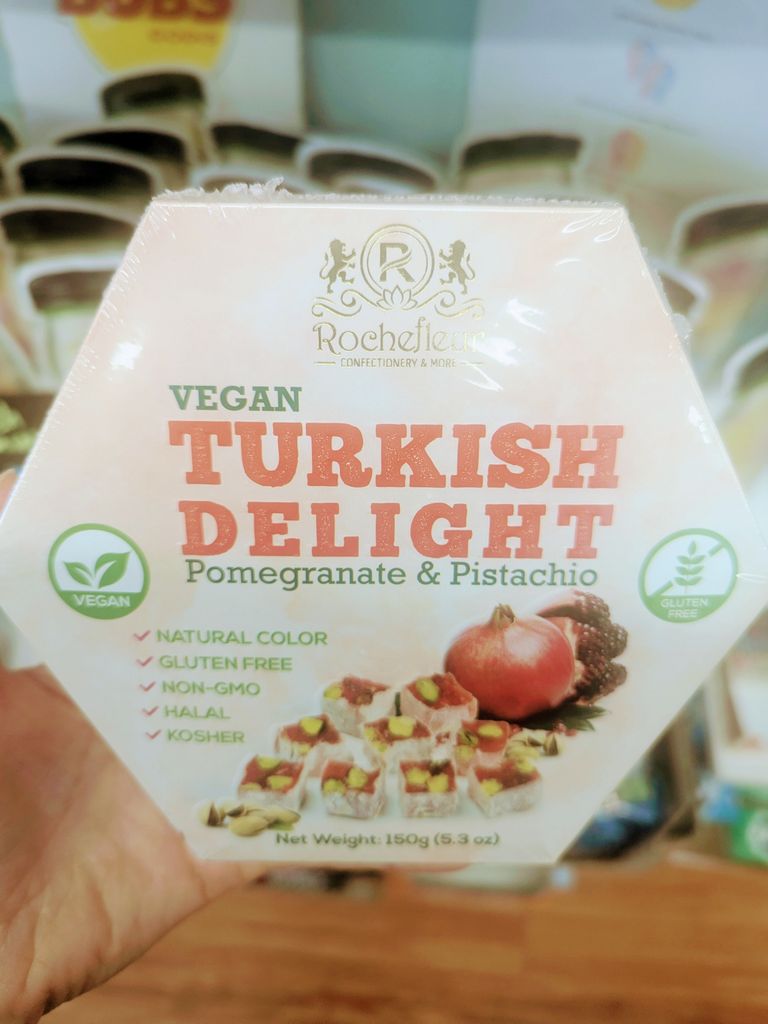 R
Rochefleur
CONFECTIONERY & MORE
VEGAN
TURKISH
DELIGHT
Pomegranate & Pistachio
VEGAN
GLUTEN
FREE
NATURAL COLOR
GLUTEN FREE
NON-GMO
HALAL
KOSHER
Net Weight: 150g (5.3 oz)